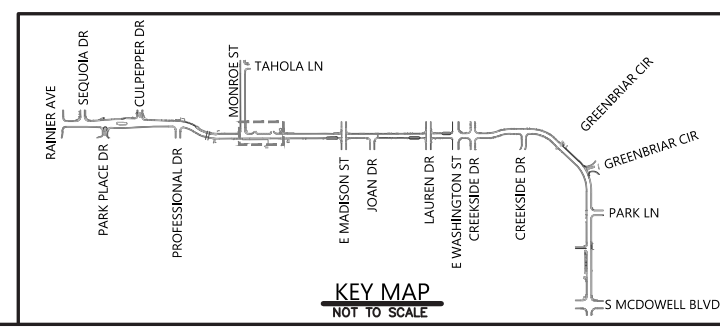 RAINIER AVE
SEQUOIA DR
PARK PLACE DR
CULPEPPER DR
PROFESSIONAL DR
MONROE ST
TAHOLA LN
E MADISON ST
JOAN DR
LAUREN DR
E WASHINGTON ST
CREEKSIDE DR
CREEKSIDE DR
GREENBRIAR CIR
GREENBRIAR CIR
PARK LN
S MCDOWELL BLVD
KEY MAP
NOT TO SCALE